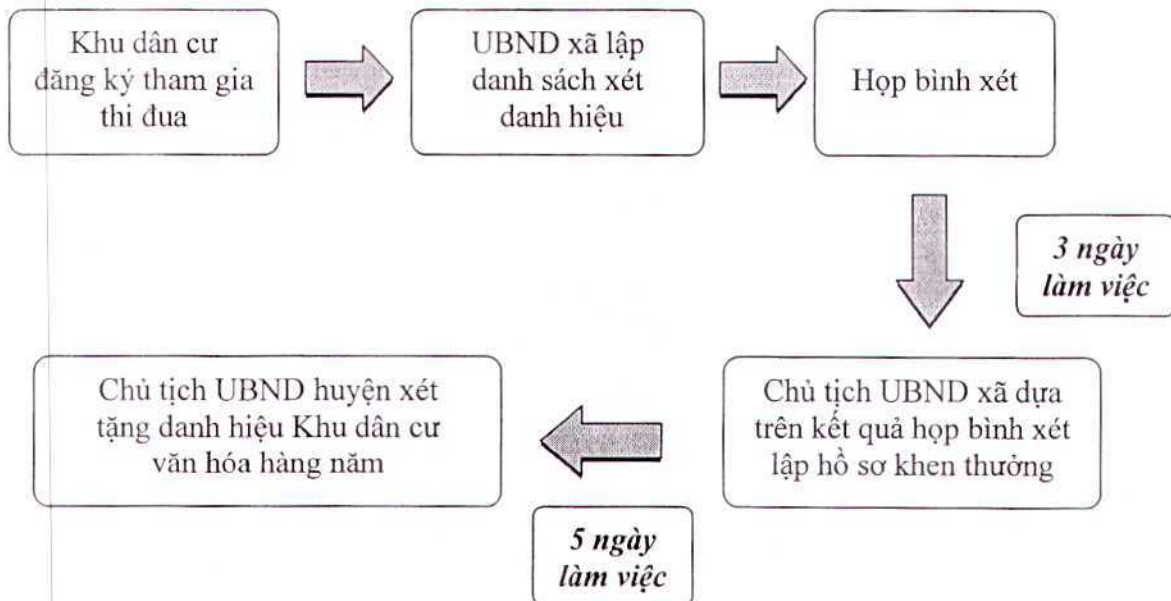 Khu dân cư
đăng ký tham gia
thi đua
UBND xã lập
danh sách xét
danh hiệu
Họp bình xét
3 ngày
làm việc
Chủ tịch UBND xã dựa
trên kết quả họp bình xét
lập hồ sơ khen thưởng
5 ngày
làm việc
Chủ tịch UBND huyện xét
tặng danh hiệu Khu dân cư
văn hóa hàng năm